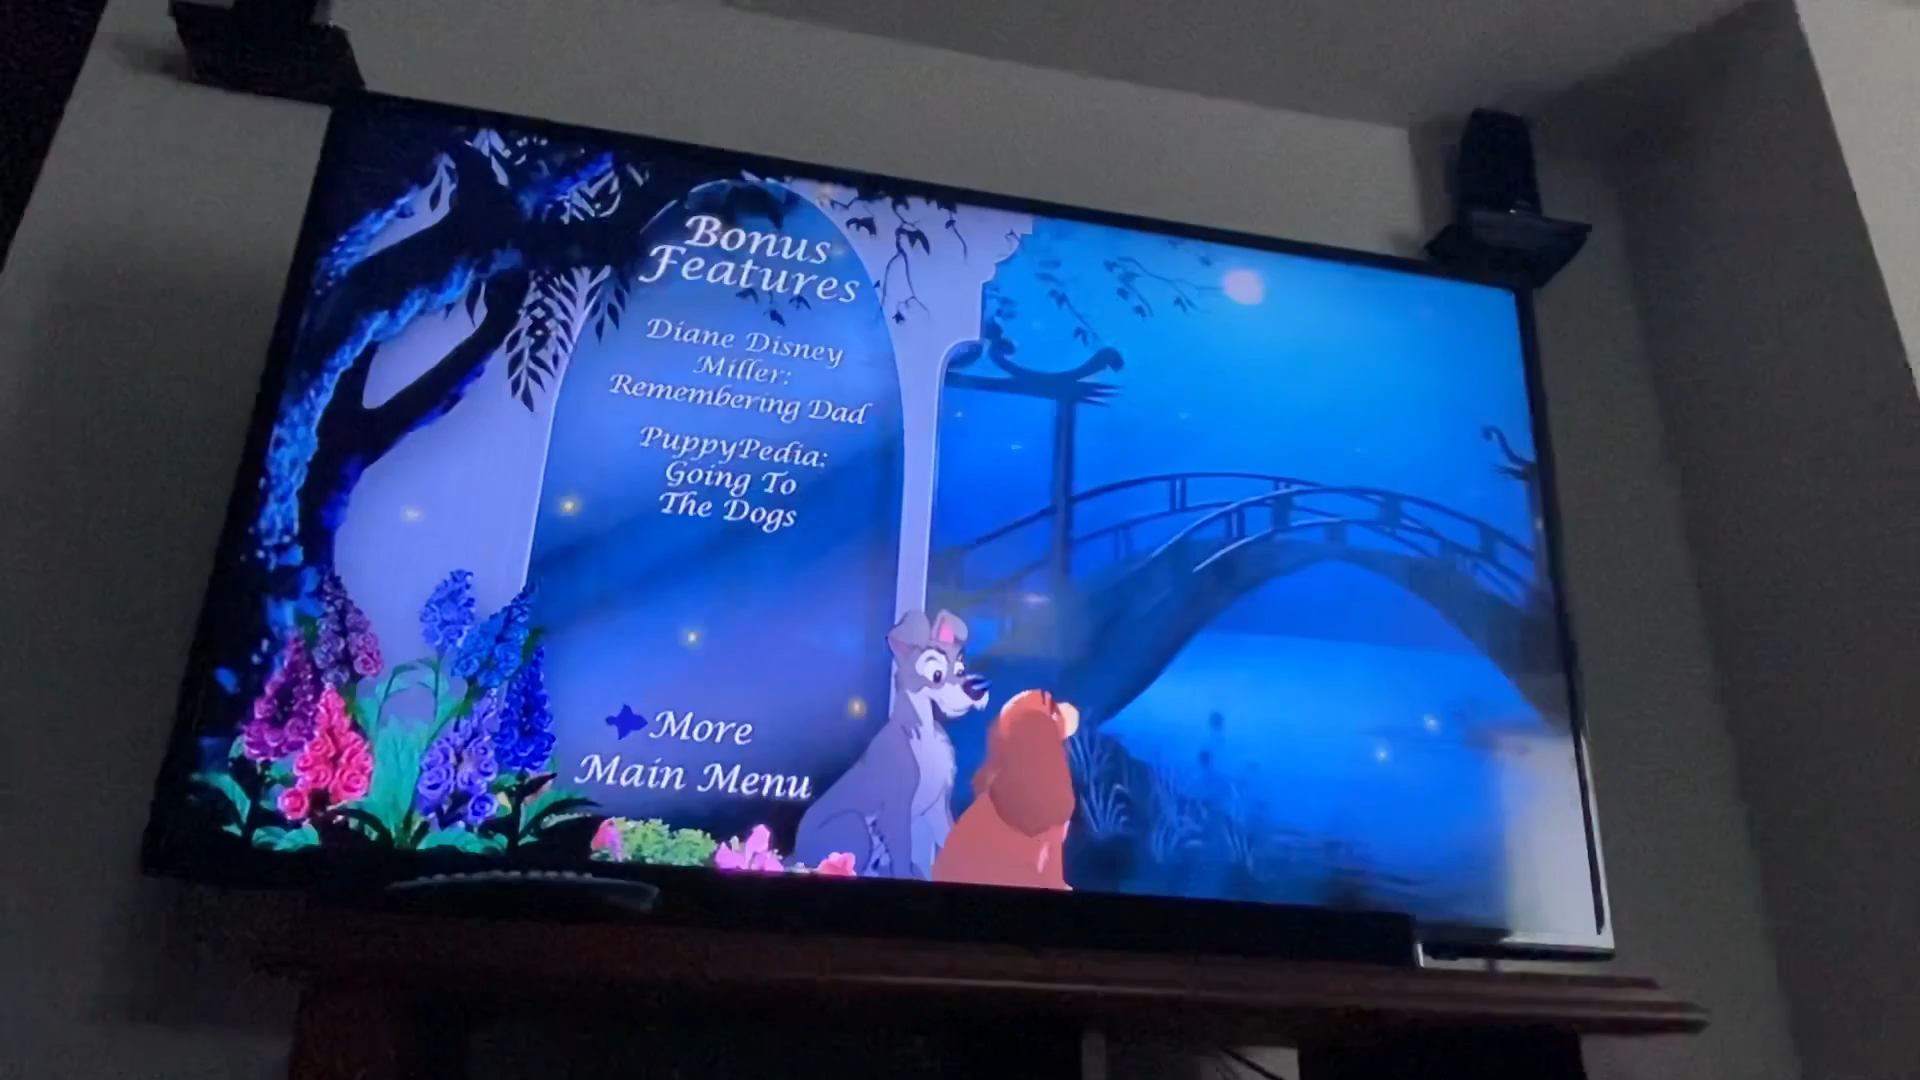 Bonus
Features
Diane Disney
Miller:
Remembering Dad
PuppyPedia:
Going To
The Dogs
More
Main Menu